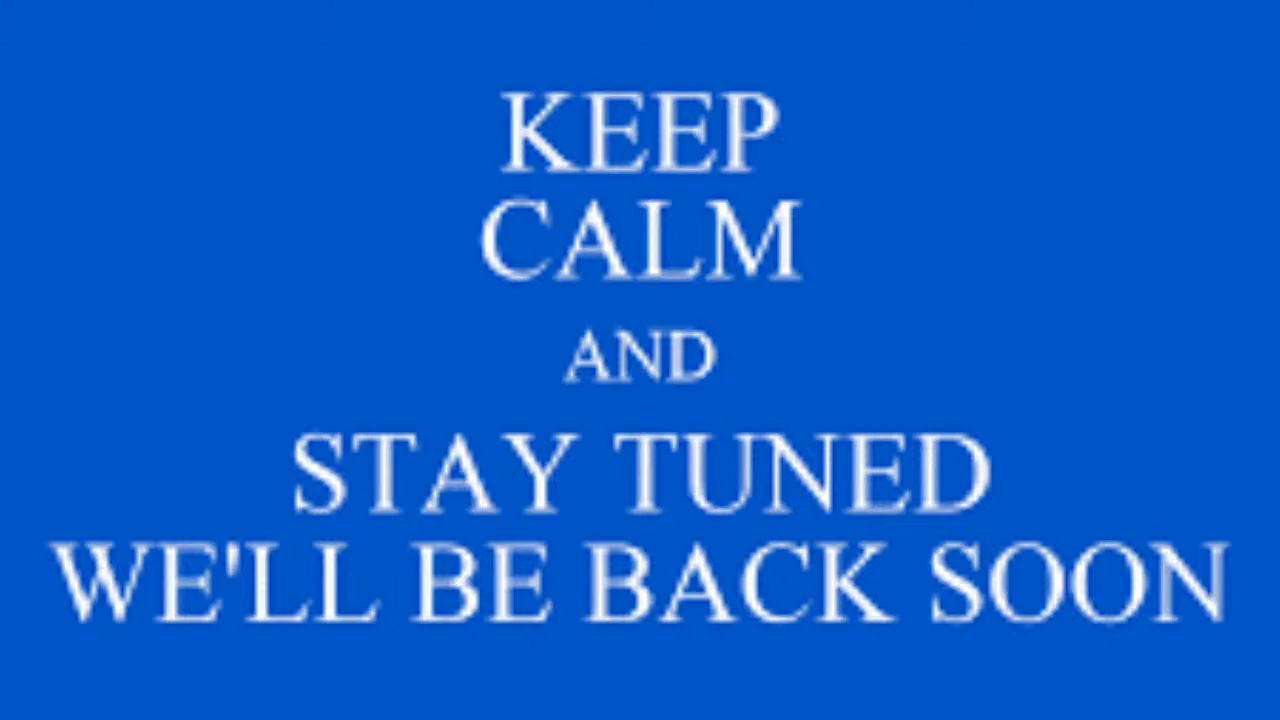 KEEP
CALM
AND
STAY TUNED
WE'LL BE BACK SOON